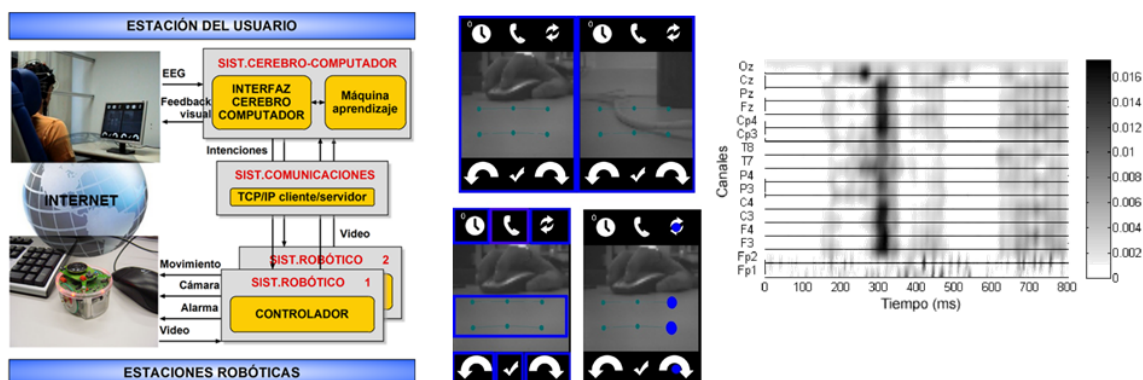 ESTACIÓN DEL USUARIO
SIST.CEREBRO-COMPUTADOR
EEG
Feedback
visual
INTERFAZ
CEREBRO
COMPUTADOR
Máquina
aprendizaje
Intenciones
SIST.COMUNICACIONES
TCP/IP cliente/servidor
INTERNET
Video
Movimiento
Cámara
Alarma
Video
SIST.ROBÓTICO 2
SIST.ROBÓTICO 1
CONTROLADOR
ESTACIONES ROBÓTICAS
0
0
0
0
Canales
Oz
Cz
Pz
Fz
Cp4
Cp3
T8
T7
P4
P3
C4
C3
F4
F3
Fp2
Fp1
0 100 200 300 400 500 600 700 800
Tiempo (ms)
0.016
0.014
0.012
0.01
0.008
0.006
0.004
0.002
0